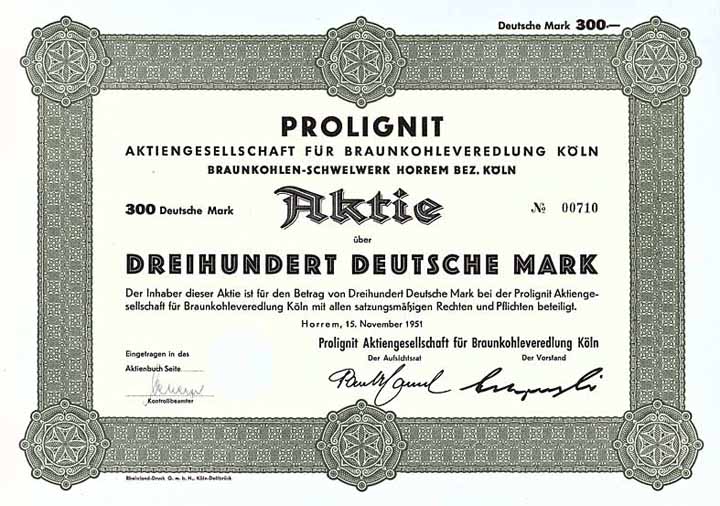 Deutsche Mark 300.—
PROLIGNIT
AKTIENGESELLSCHAFT FÜR BRAUNKOHLEVEREDLUNG KÖLN
BRAUNKOHLEN-SCHWELWERK HORREM BEZ. KÖLN
300 Deutsche Mark Aktie № 00710
über
DREIHUNDERT DEUTSCHE MARK
Der Inhaber dieser Aktie ist für den Betrag von Dreihundert Deutsche Mark bei der Prolignit Aktienge-
sellschaft für Braunkohleveredlung Köln mit allen satzungsmäßigen Rechten und Pflichten beteiligt.
Horrem, 15. November 1951
Prolignit Aktiengesellschaft für Braunkohleveredlung Köln
Der Aufsichtsrat Der Vorstand
Eingetragen in das
Aktienbuch Seite
Kontrollbeamter
Rheinland-Druck G. m. b. H., Köln-Dellbrück